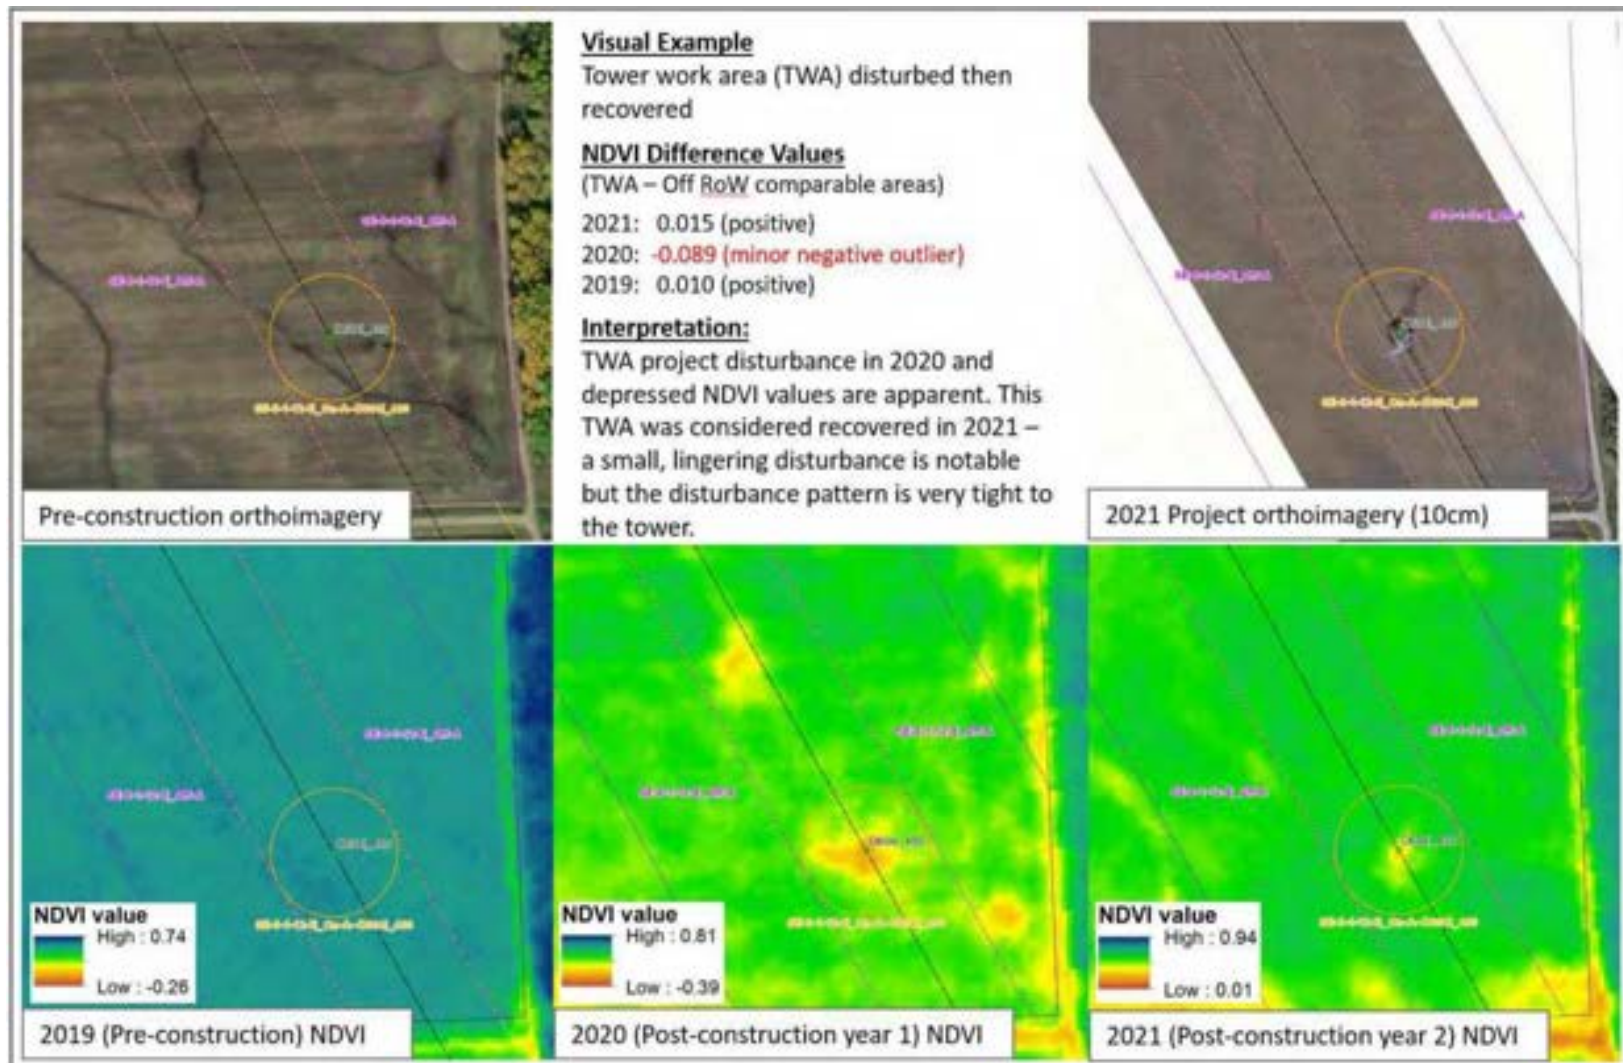 Visual Example
Tower work area (TWA) disturbed then
recovered
NDVI Difference Values
(TWA – Off RoW comparable areas)
2021: 0.015 (positive)
2020: -0.089 (minor negative outlier)
2019: 0.010 (positive)
Interpretation:
TWA project disturbance in 2020 and
depressed NDVI values are apparent. This
TWA was considered recovered in 2021 –
a small, lingering disturbance is notable
but the disturbance pattern is very tight to
the tower.
Pre-construction orthoimagery
2021 Project orthoimagery (10cm)
NDVI value
High : 0.74
Low : -0.26
2019 (Pre-construction) NDVI
NDVI value
High : 0.81
Low : -0.39
2020 (Post-construction year 1) NDVI
NDVI value
High : 0.94
Low : 0.01
2021 (Post-construction year 2) NDVI